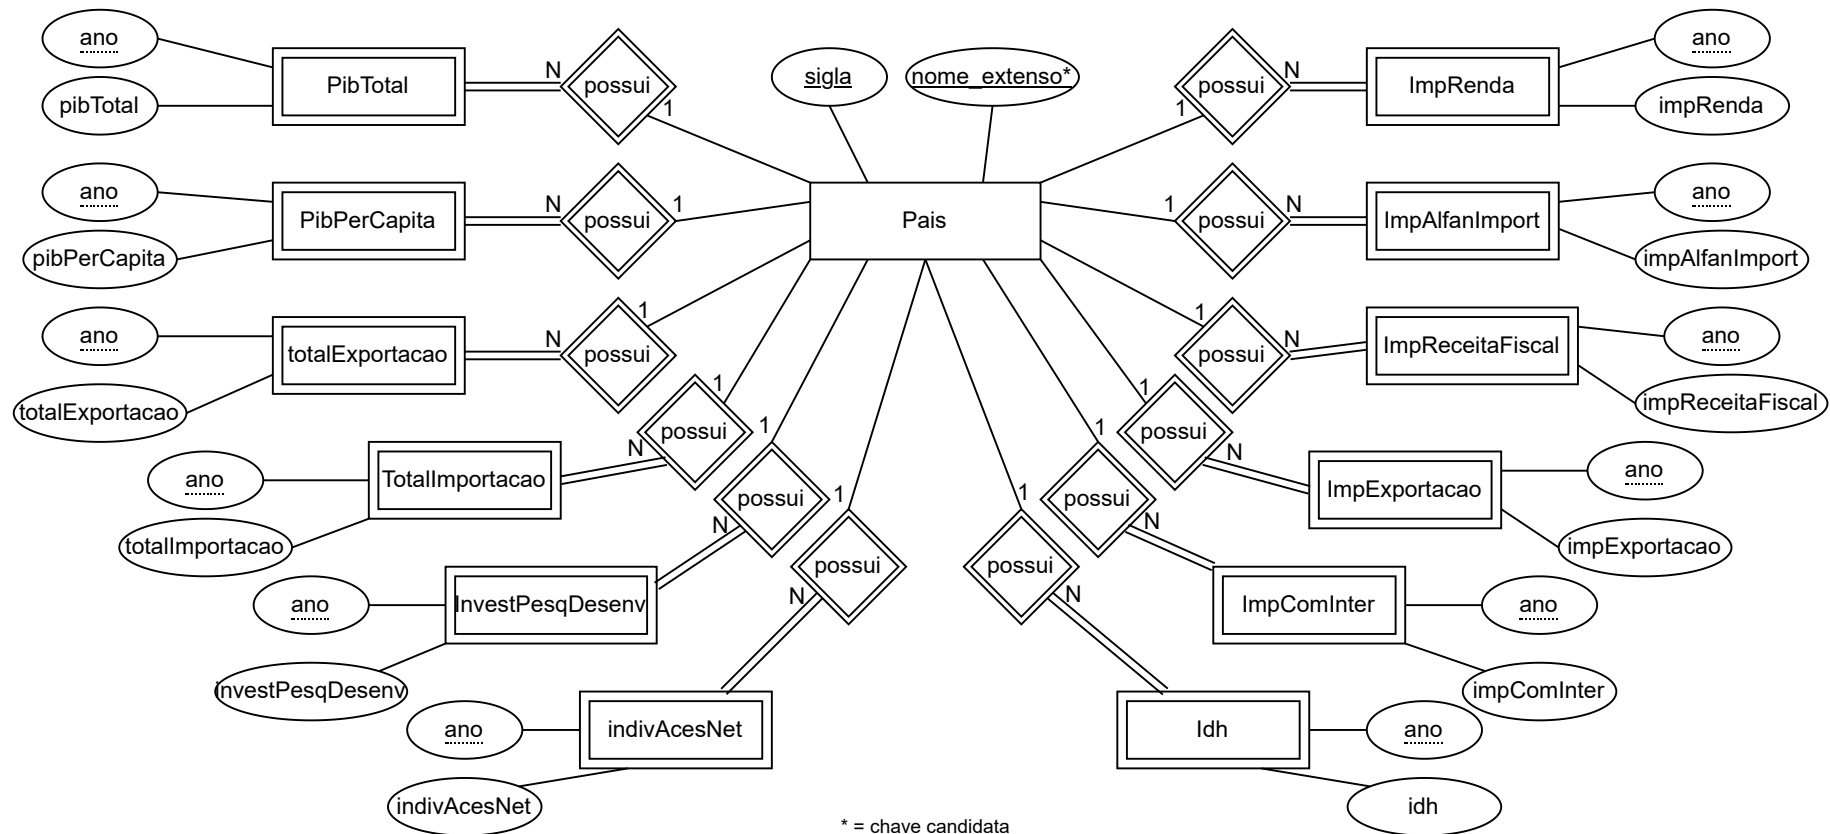 ano
PibTotal
N
possui
1
pibTotal
sigla
nome_extenso*
possui
N
1
ImpRenda
ano
impRenda
ano
PibPerCapita
N
possui
1
pibPerCapita
Pais
1
possui
N
ImpAlfanImport
ano
impAlfanImport
ano
totalExportacao
N
possui
1
totalExportacao
1
possui
N
ImpReceitaFiscal
ano
impReceitaFiscal
ano
TotalImportacao
N
possui
1
totalImportacao
1
possui
N
ImpExportacao
ano
impExportacao
ano
InvestPesqDesenv
N
possui
1
investPesqDesenv
1
possui
N
ImpComInter
ano
impComInter
ano
indivAcesNet
N
possui
1
indivAcesNet
1
possui
N
Idh
ano
idh
* = chave candidata